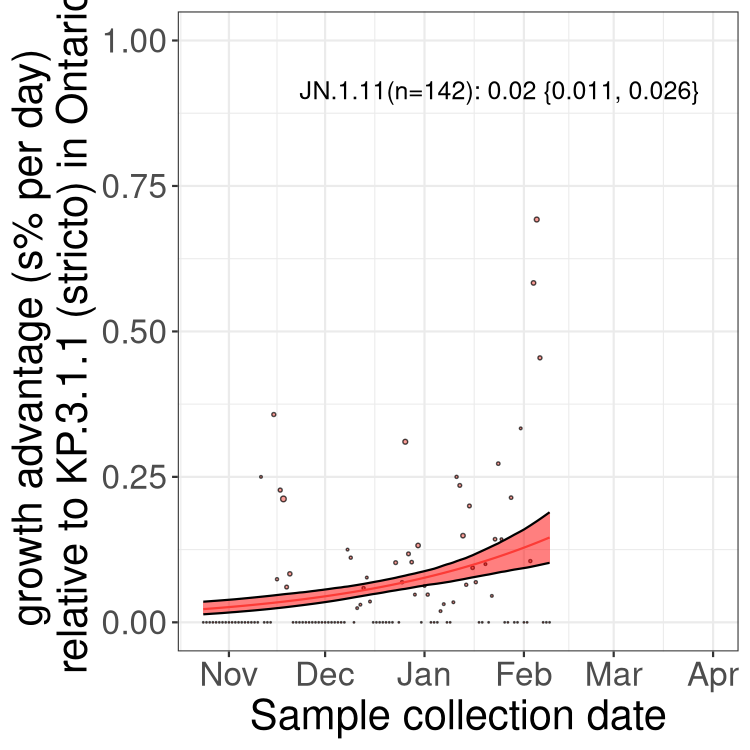 growth advantage (s% per day)
relative to KP.3.1.1 (stricto) in Ontario
1.00
0.75
0.50
0.25
0.00
JN.1.11(n=142): 0.02 {0.011, 0.026}
Nov Dec Jan Feb Mar Apr
Sample collection date